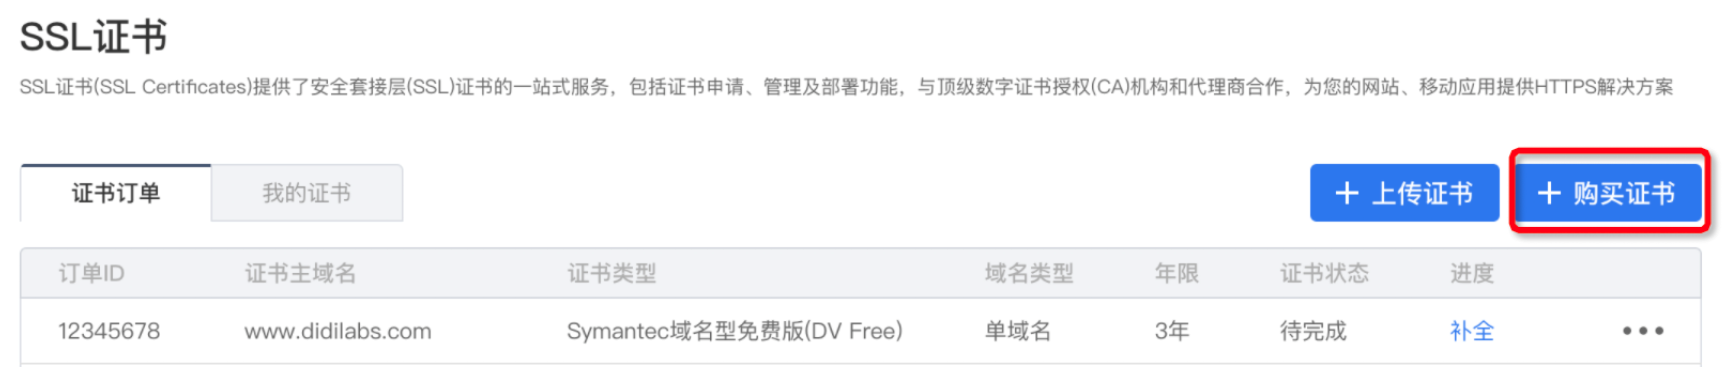 SSL证书
SSL证书(SSL Certificates)提供了安全套接层(SSL)证书的一站式服务，包括证书申请、管理及部署功能，与顶级数字证书授权(CA)机构和代理商合作，为您的网站、移动应用提供HTTPS解决方案
证书订单 我的证书 + 上传证书 + 购买证书
订单ID 证书主域名 证书类型 域名类型 年限 证书状态 进度
12345678 www.didilabs.com Symantec域名型免费版(DV Free) 单域名 3年 待完成 补全 •••